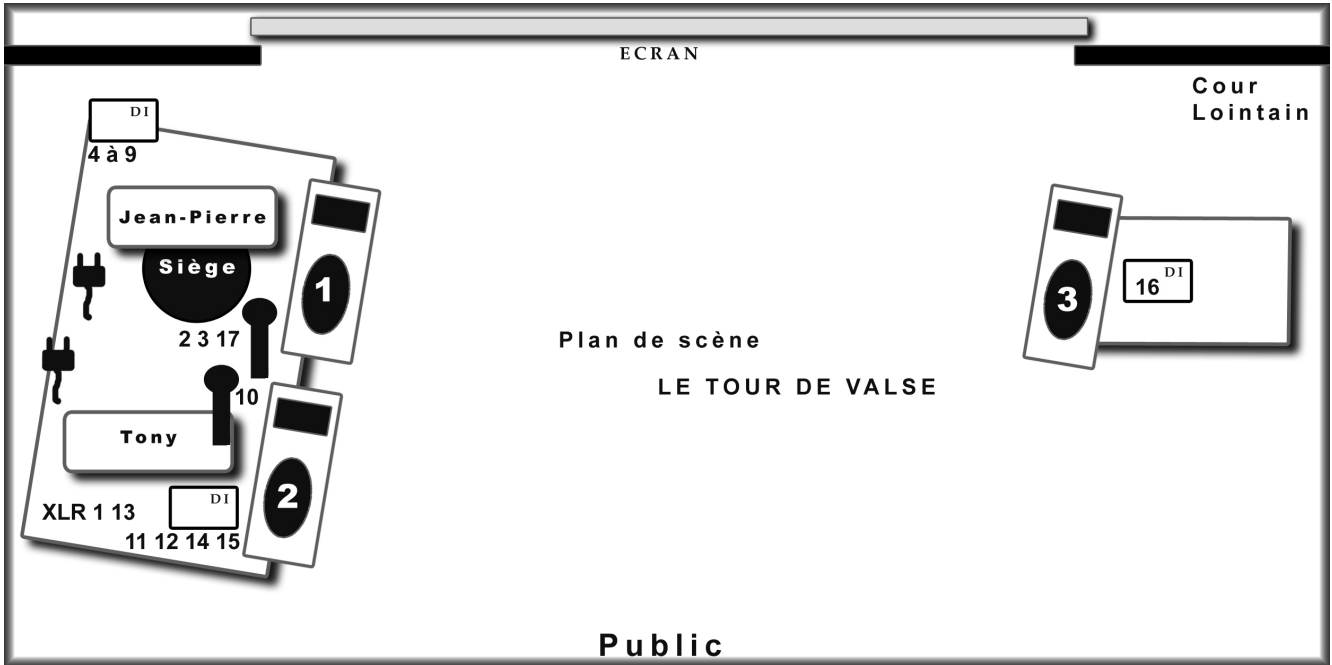 ECRAN
Cour
Lointain
DI
4 à 9
Jean-Pierre
Siège
1
2 3 17
10
Tony
DI
XLR 1 13
11 12 14 15
2
3
DI
16
Plan de scène
LE TOUR DE VALSE
Public